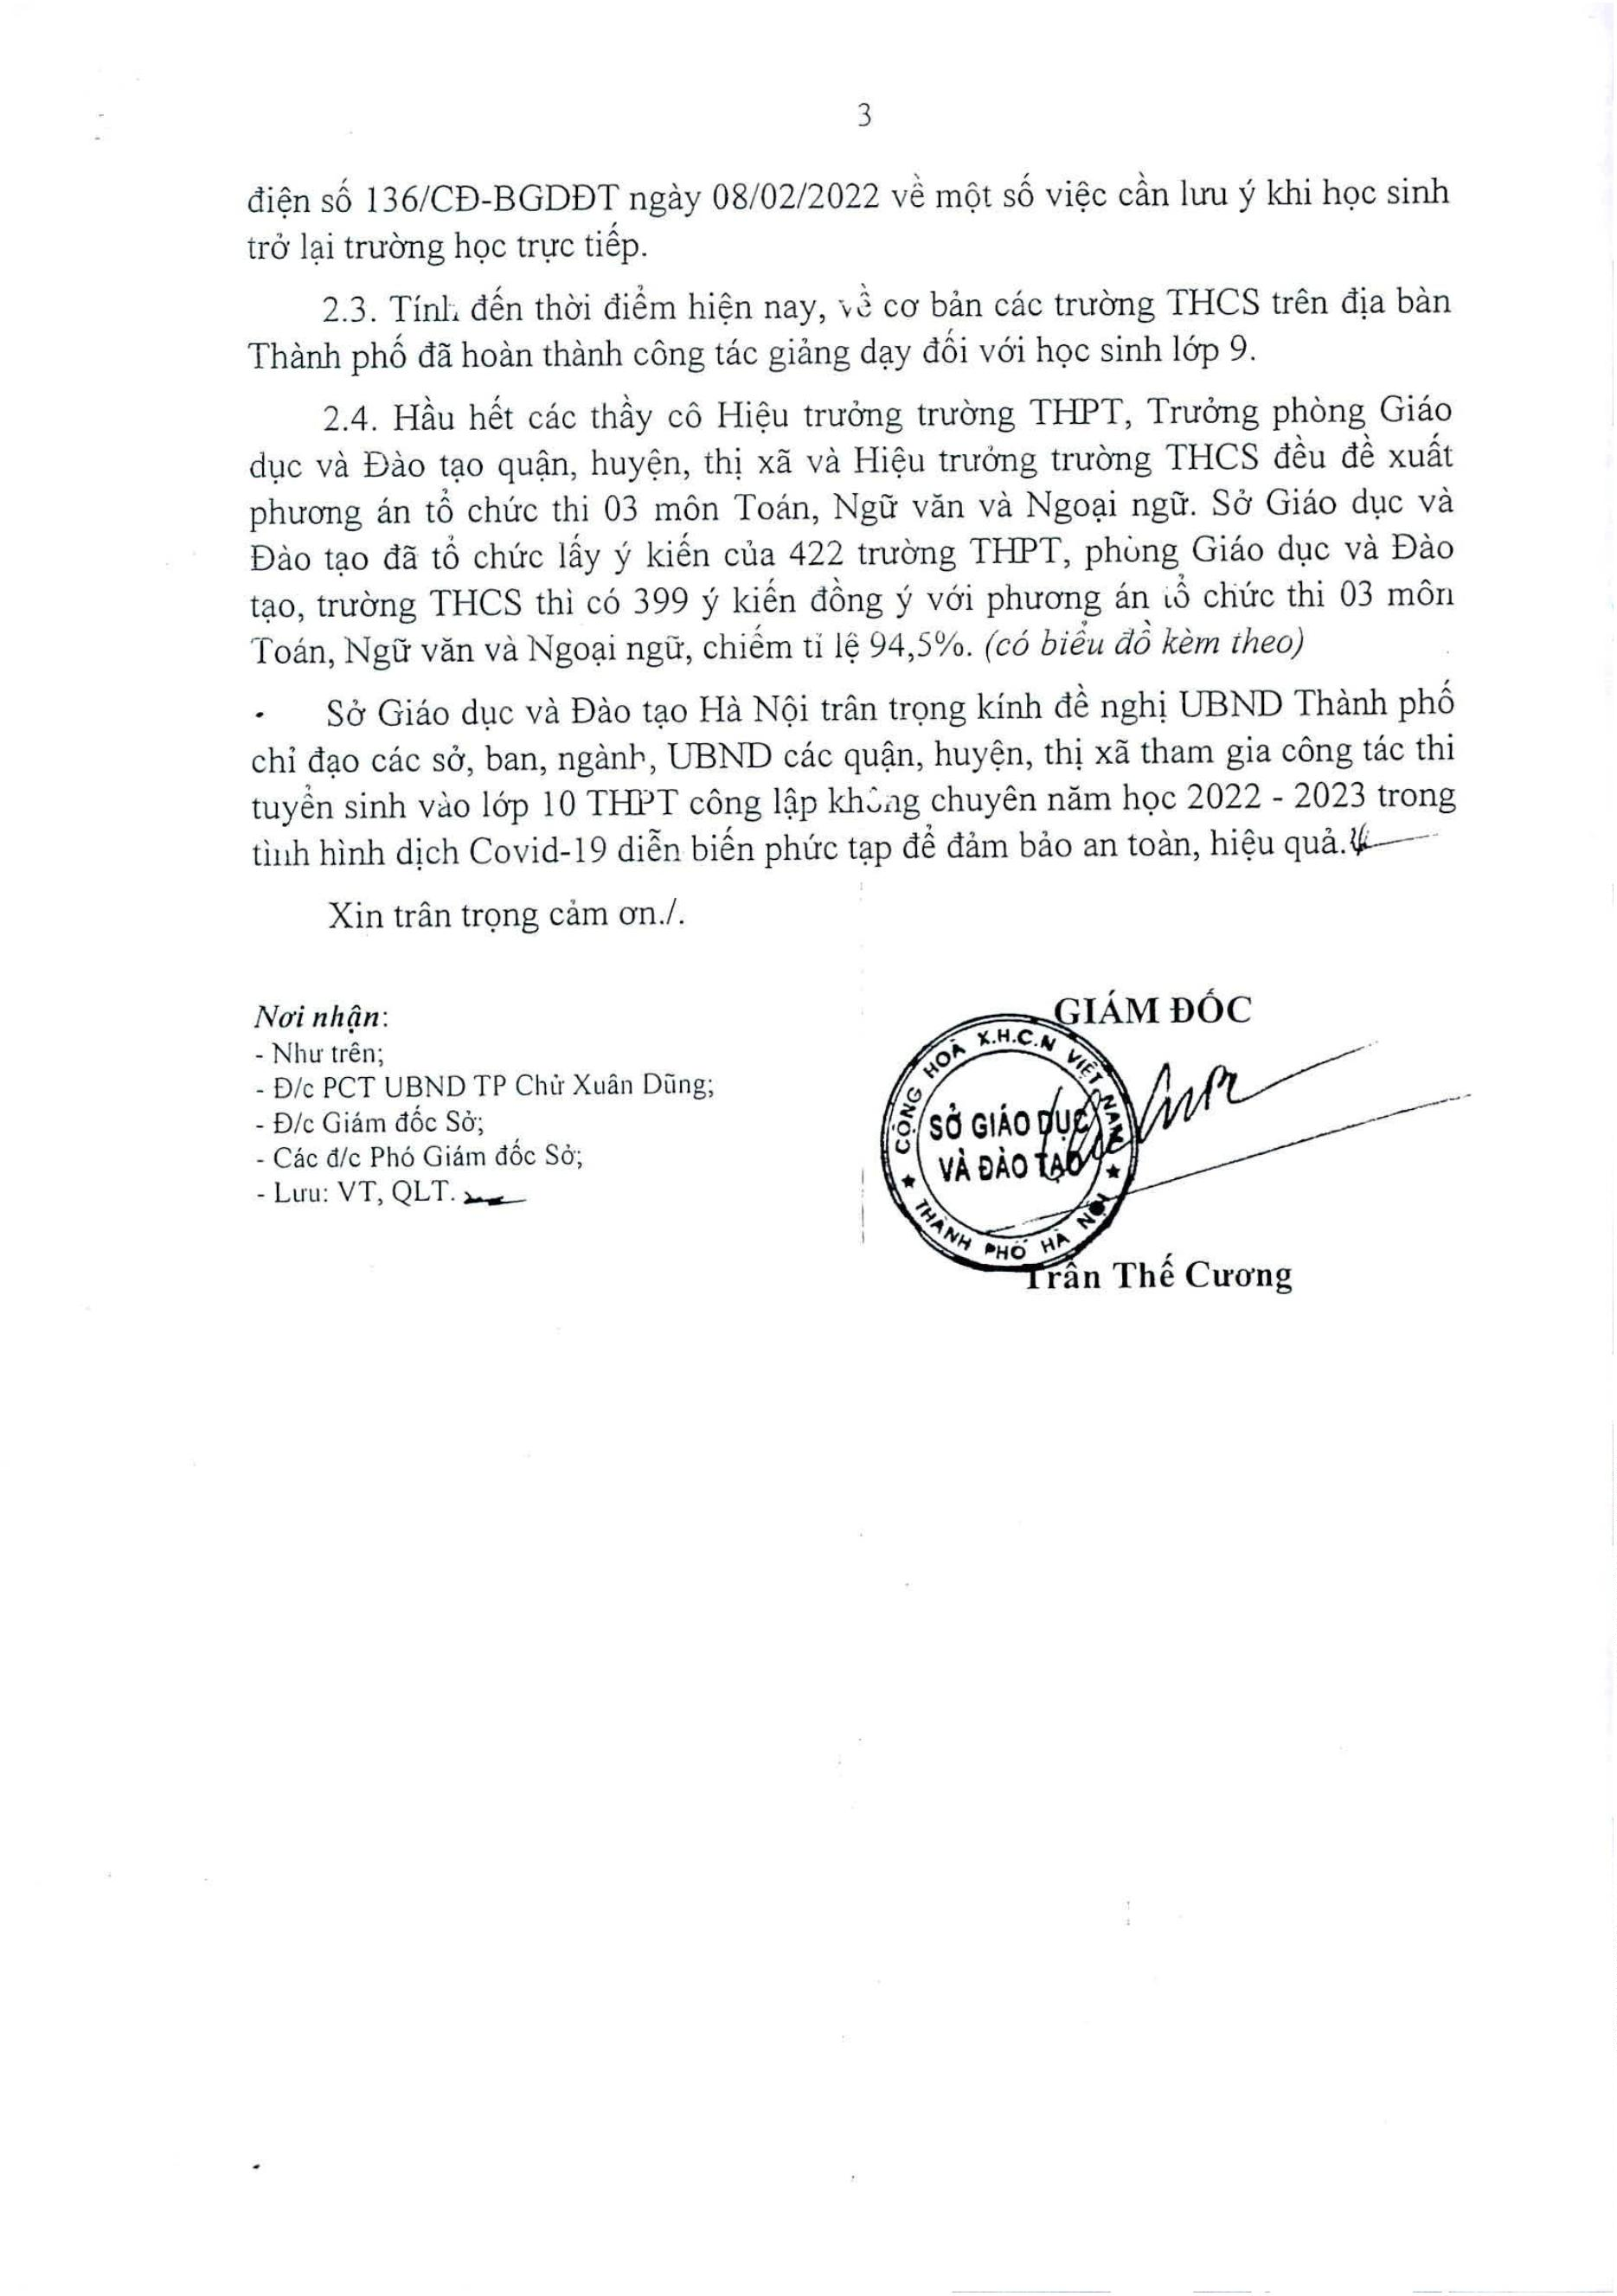 3
điện số 136/CĐ-BGDĐT ngày 08/02/2022 về một số việc cần lưu ý khi học sinh
trở lại trường học trực tiếp.
2.3. Tính đến thời điểm hiện nay, về cơ bản các trường THCS trên địa bàn
Thành phố đã hoàn thành công tác giảng dạy đối với học sinh lớp 9.
2.4. Hầu hết các thầy cô Hiệu trưởng trường THPT, Trưởng phòng Giáo
dục và Đào tạo quận, huyện, thị xã và Hiệu trưởng trường THCS đều đề xuất
phương án tổ chức thi 03 môn Toán, Ngữ văn và Ngoại ngữ. Sở Giáo dục và
Đào tạo đã tổ chức lấy ý kiến của 422 trường THPT, phòng Giáo dục và Đào
tạo, trường THCS thì có 399 ý kiến đồng ý với phương án tổ chức thi 03 môn
Toán, Ngữ văn và Ngoại ngữ, chiếm tỉ lệ 94,5%. (có biểu đồ kèm theo)
Sở Giáo dục và Đào tạo Hà Nội trân trọng kính đề nghị UBND Thành phố
chỉ đạo các sở, ban, ngành, UBND các quận, huyện, thị xã tham gia công tác thi
tuyển sinh vào lớp 10 THPT công lập không chuyên năm học 2022 - 2023 trong
tình hình dịch Covid-19 diễn biến phức tạp để đảm bảo an toàn, hiệu quả.
Xin trân trọng cảm ơn./.
Nơi nhận:
- Như trên;
- Đ/c PCT UBND TP Chử Xuân Dũng;
- Đ/c Giám đốc Sở;
- Các đ/c Phó Giám đốc Sở;
- Lưu: VT, QLT.
GIÁM ĐỐC
CỘNG HOÀ X.H.C.N VIỆT NAM
SỞ GIÁO DỤC
VÀ ĐÀO TẠO
THÀNH PHỐ HÀ NỘI
Trần Thế Cương